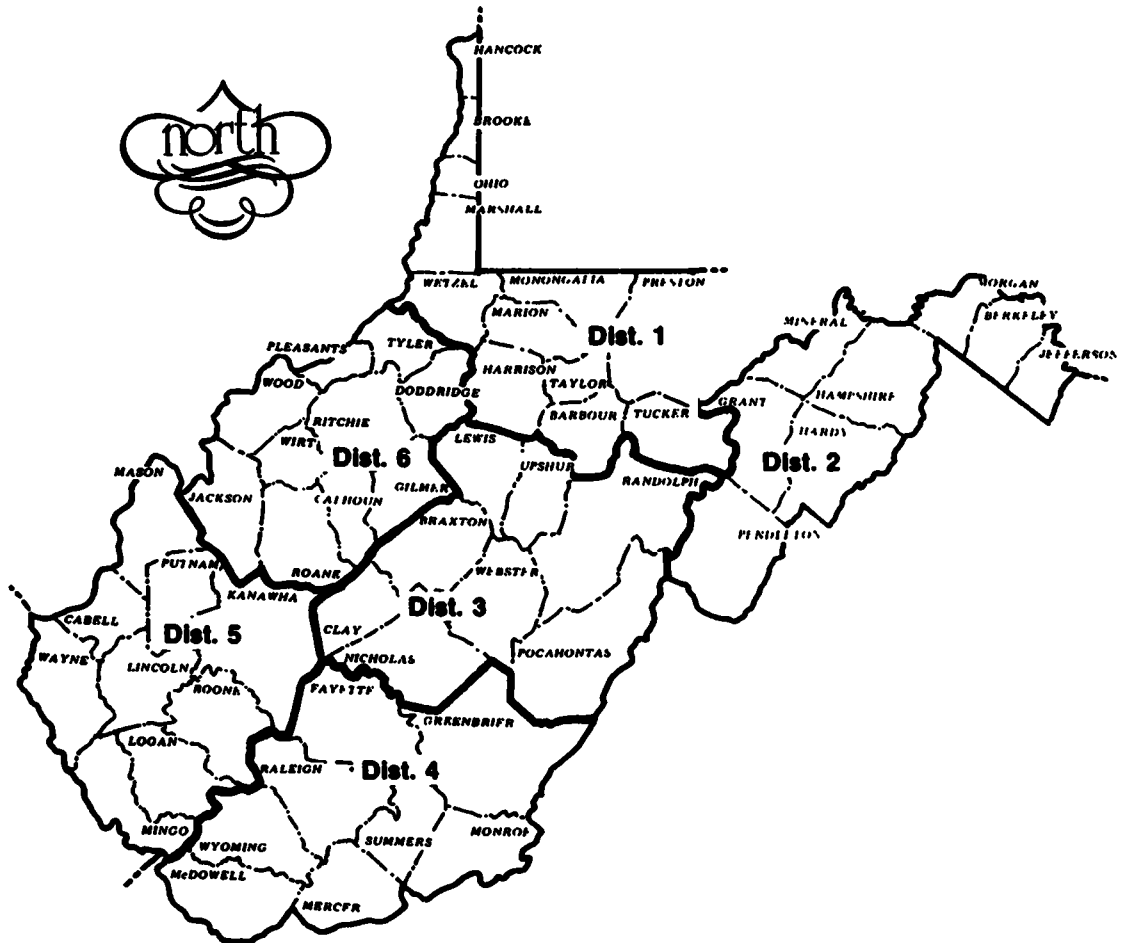 HANCOCK
north
BROOKE
OHIO
MARSHALL
WETZEL
MONONGALIA
PRESTON
MORGAN
MARION
BERKELEY
MINERAL
Dist. 1
PLEASANTS
TYLER
JEFFERSON
HARRISON
WOOD
TAYLOR
DODDRIDGE
HAMPSHIRE
GRANT
BARBOUR
TUCKER
RITCHIE
LEWIS
HARDY
WIRT
Dist. 6
Dist. 2
MASON
UPSHUR
RANDOLPH
GILMER
JACKSON
CALHOUN
BRAXTON
PENDLETON
PUTNAM
WEBSTER
ROANE
KANAWHA
Dist. 3
CABELL
CLAY
Dist. 5
WAYNE
POCAHONTAS
NICHOLAS
LINCOLN
FAYETTE
BOONE
GREENBRIER
LOGAN
RALEIGH
Dist. 4
MINGO
MONROE
SUMMERS
WYOMING
McDOWELL
MERCER